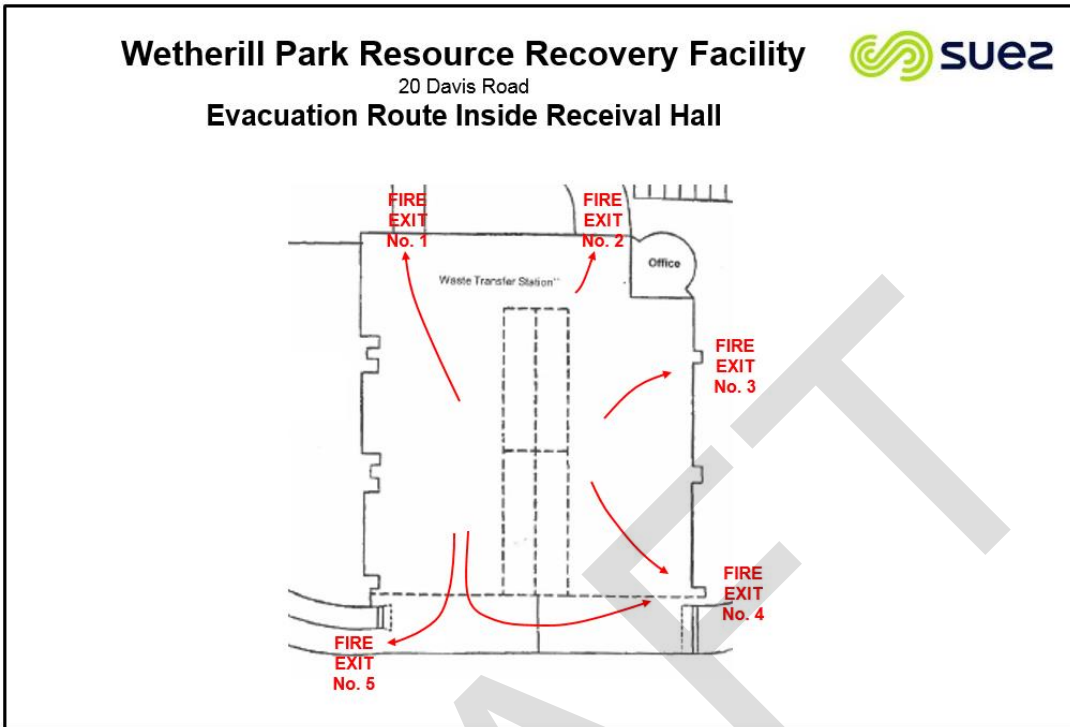 Wetherill Park Resource Recovery Facility
suez
20 Davis Road
Evacuation Route Inside Receival Hall
FIRE
EXIT
No. 1
FIRE
EXIT
No. 2
Office
Waste Transfer Station
FIRE
EXIT
No. 3
FIRE
EXIT
No. 4
FIRE
EXIT
No. 5